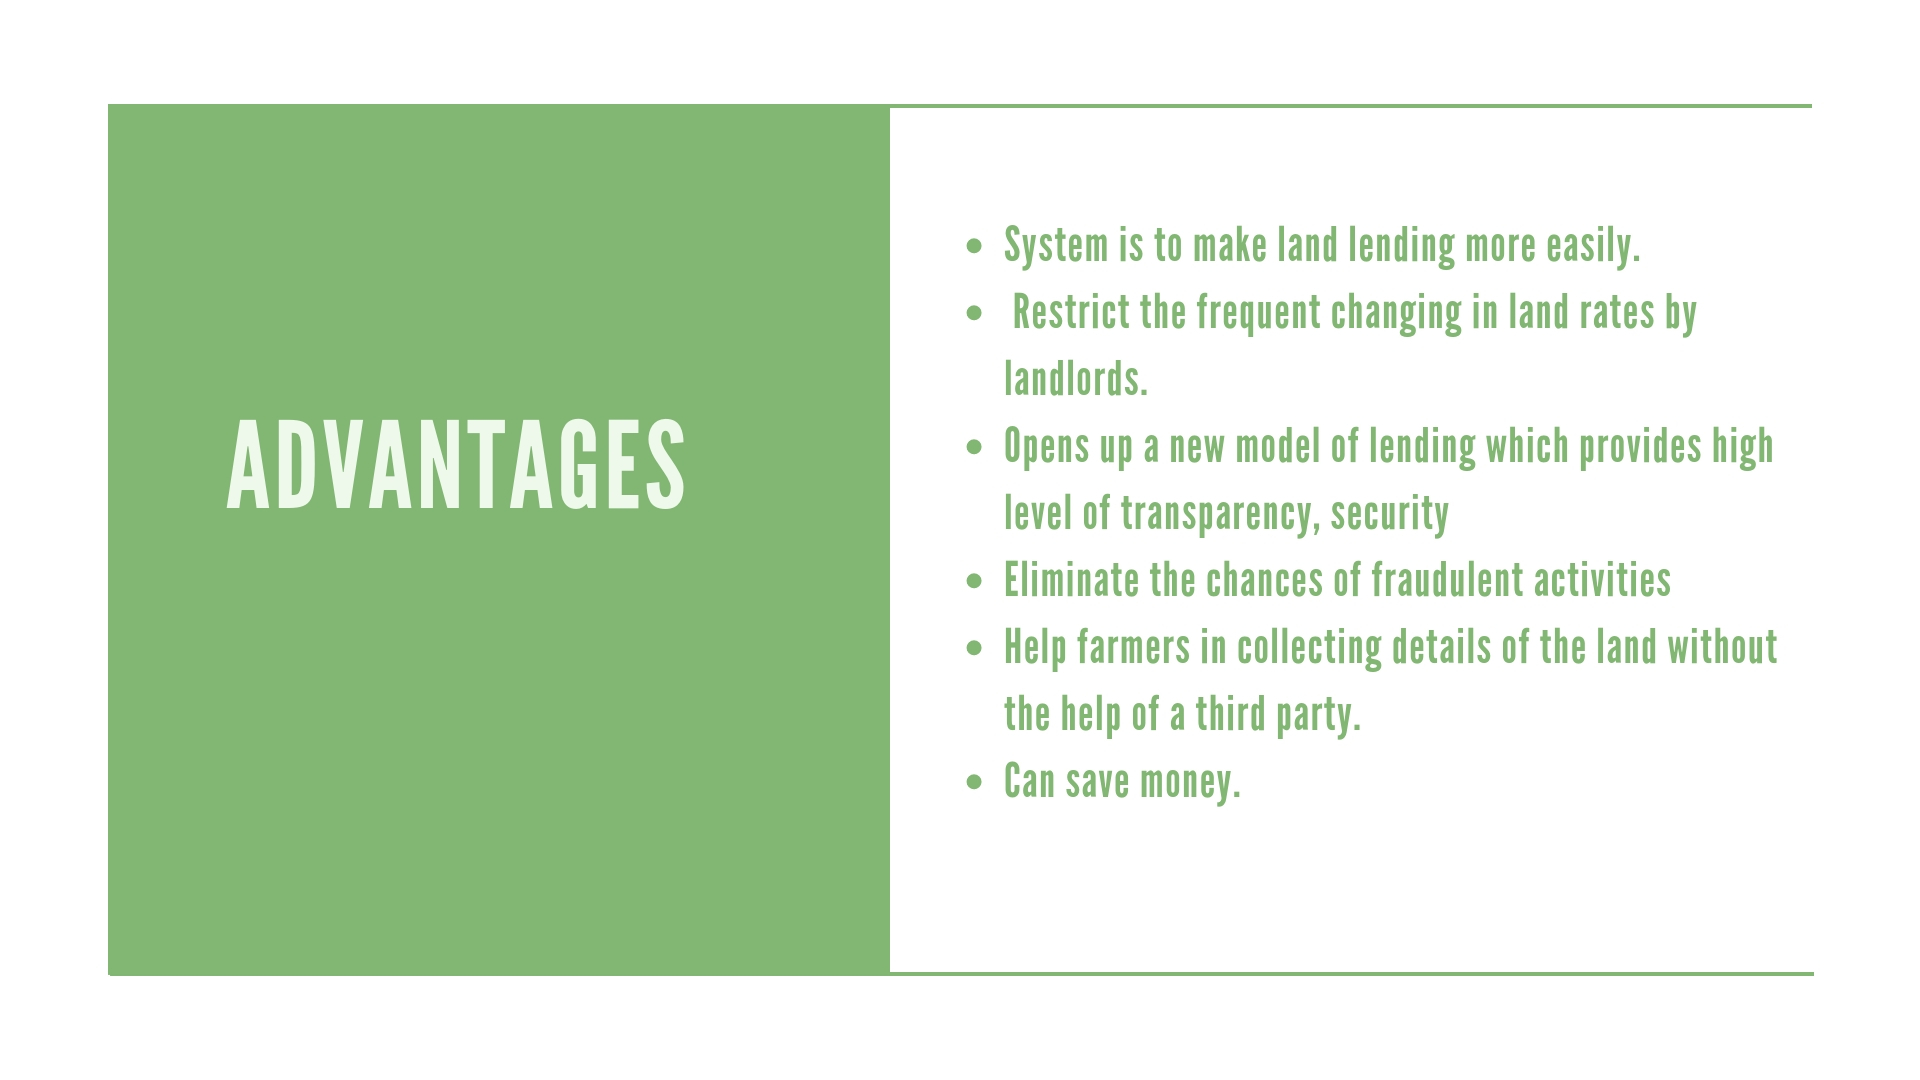 ADVANTAGES
• System is to make land lending more easily.
• Restrict the frequent changing in land rates by
landlords.
• Opens up a new model of lending which provides high
level of transparency, security
• Eliminate the chances of fraudulent activities
• Help farmers in collecting details of the land without
the help of a third party.
• Can save money.